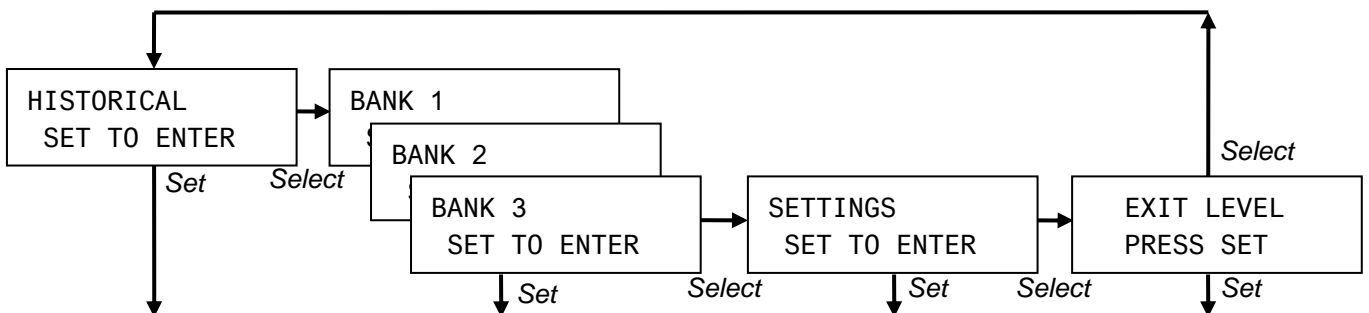 HISTORICAL
SET TO ENTER
BANK 1
BANK 2
BANK 3
SET TO ENTER
SETTINGS
SET TO ENTER
EXIT LEVEL
PRESS SET
Select
Set
Select
Set
Select
Set
Select
Set